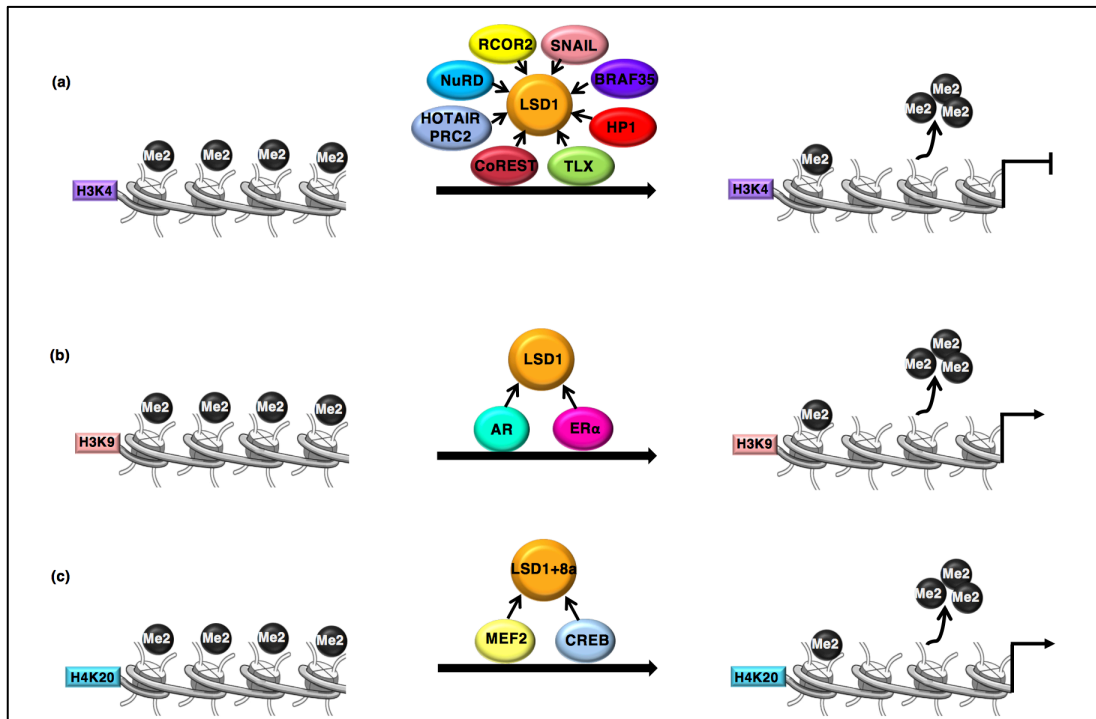 (a)
RCOR2
SNAIL
NuRD
BRAF35
LSD1
HOTAIR
PRC2
HP1
CoREST
TLX
Me2 Me2 Me2 Me2
H3K4
Me2
Me2
Me2
Me2
H3K4
(b)
LSD1
AR
ERα
Me2 Me2 Me2 Me2
H3K9
Me2
Me2
Me2
Me2
H3K9
(c)
LSD1+8a
MEF2
CREB
Me2 Me2 Me2 Me2
H4K20
Me2
Me2
Me2
Me2
H4K20